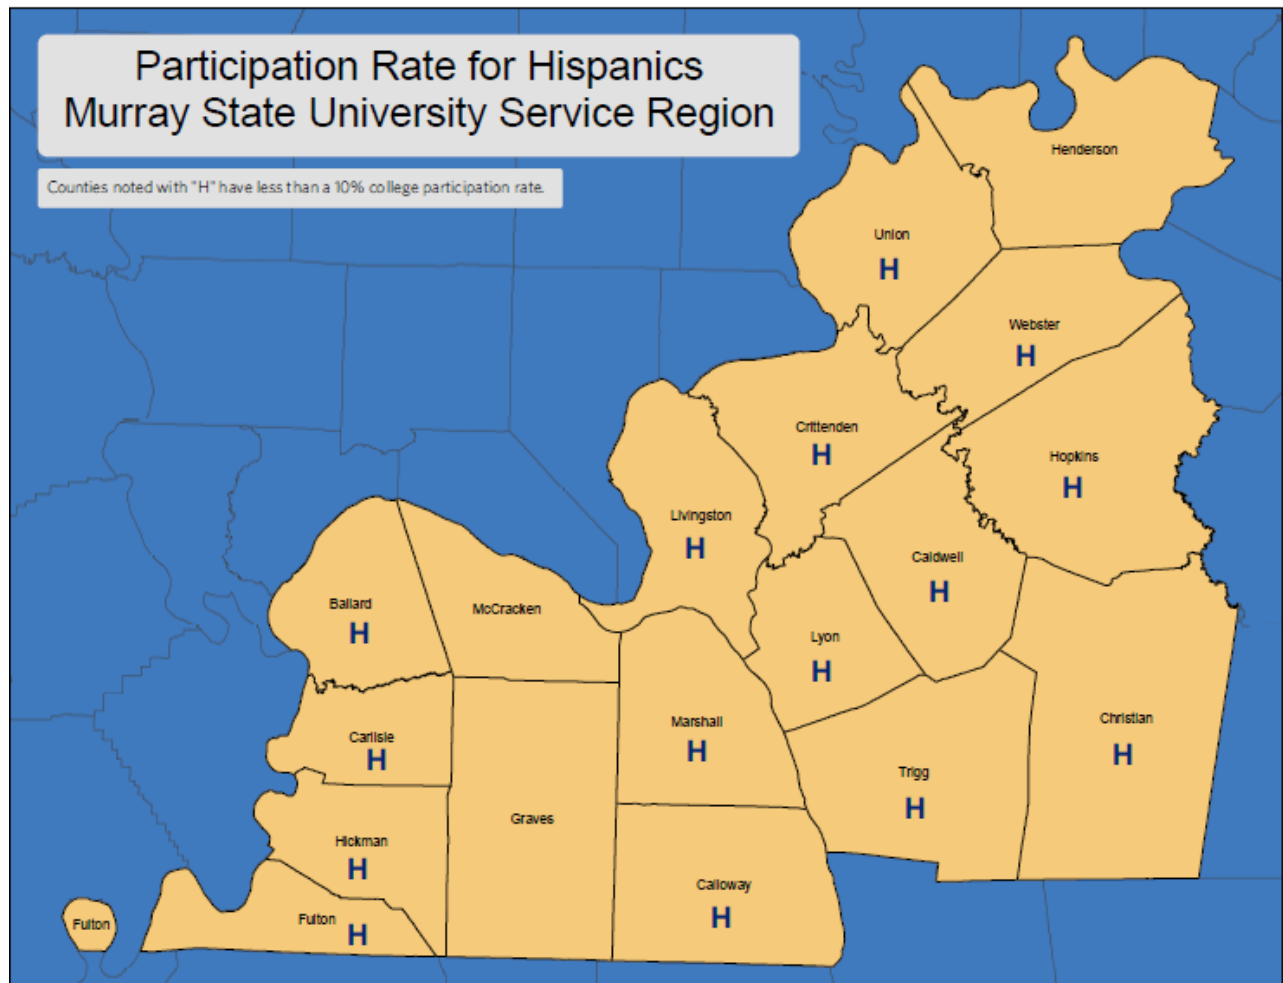 Participation Rate for Hispanics
Murray State University Service Region
Counties noted with "H" have less than a 10% college participation rate.
Henderson
Union
H
Webster
H
Crittenden
H
Hopkins
H
Livingston
H
Caldwell
H
Ballard
H
McCracken
Lyon
H
Carlisle
H
Marshall
H
Christian
H
Trigg
H
Graves
Hickman
H
Calloway
H
Fulton
Fulton
H